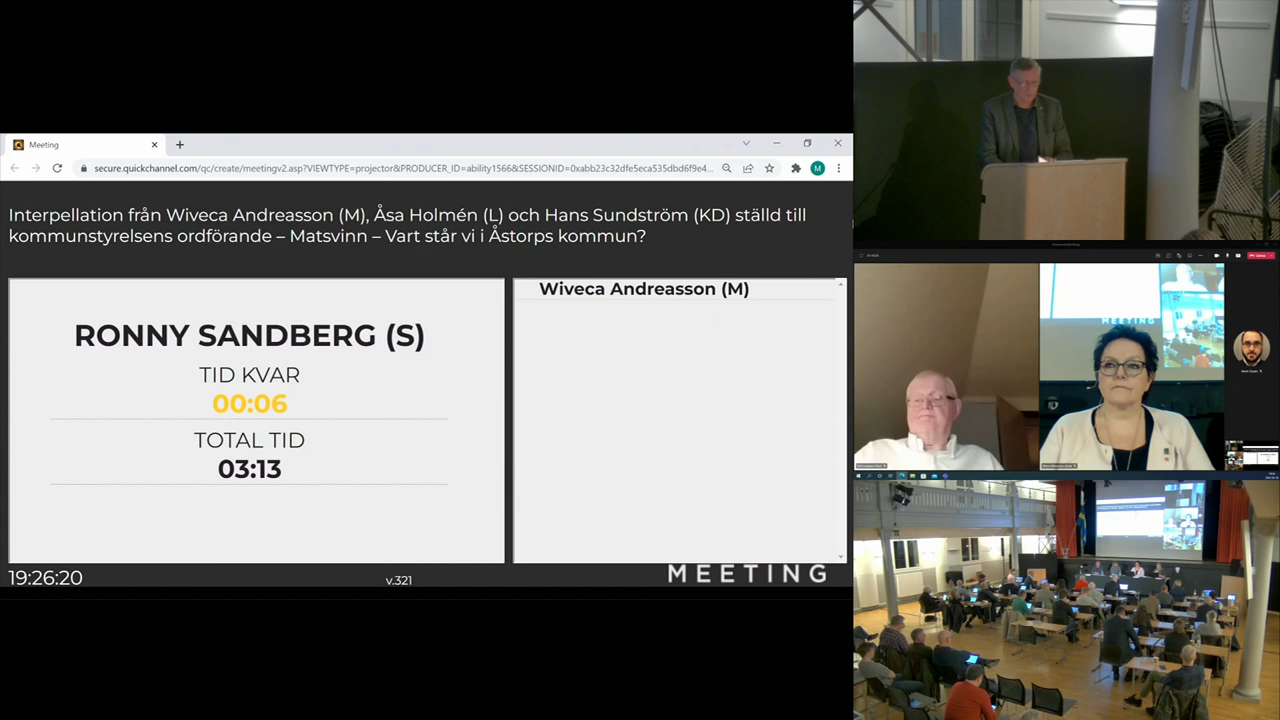 Meeting
secure.quickchannel.com/qc/create/meetingv2.asp?VIEWTYPE=projector&PRODUCER_ID=ability1566&SESSIONID=0xabb23c32dfe5eca535dbd6f9e4...
M
Interpellation från Wiveca Andreasson (M), Åsa Holmén (L) och Hans Sundström (KD) ställd till
kommunstyrelsens ordförande – Matsvinn – Vart står vi i Åstorps kommun?
RONNY SANDBERG (S)
TID KVAR
00:06
TOTAL TID
03:13
Wiveca Andreasson (M)
19:26:20
v.321
MEETING
MEETING